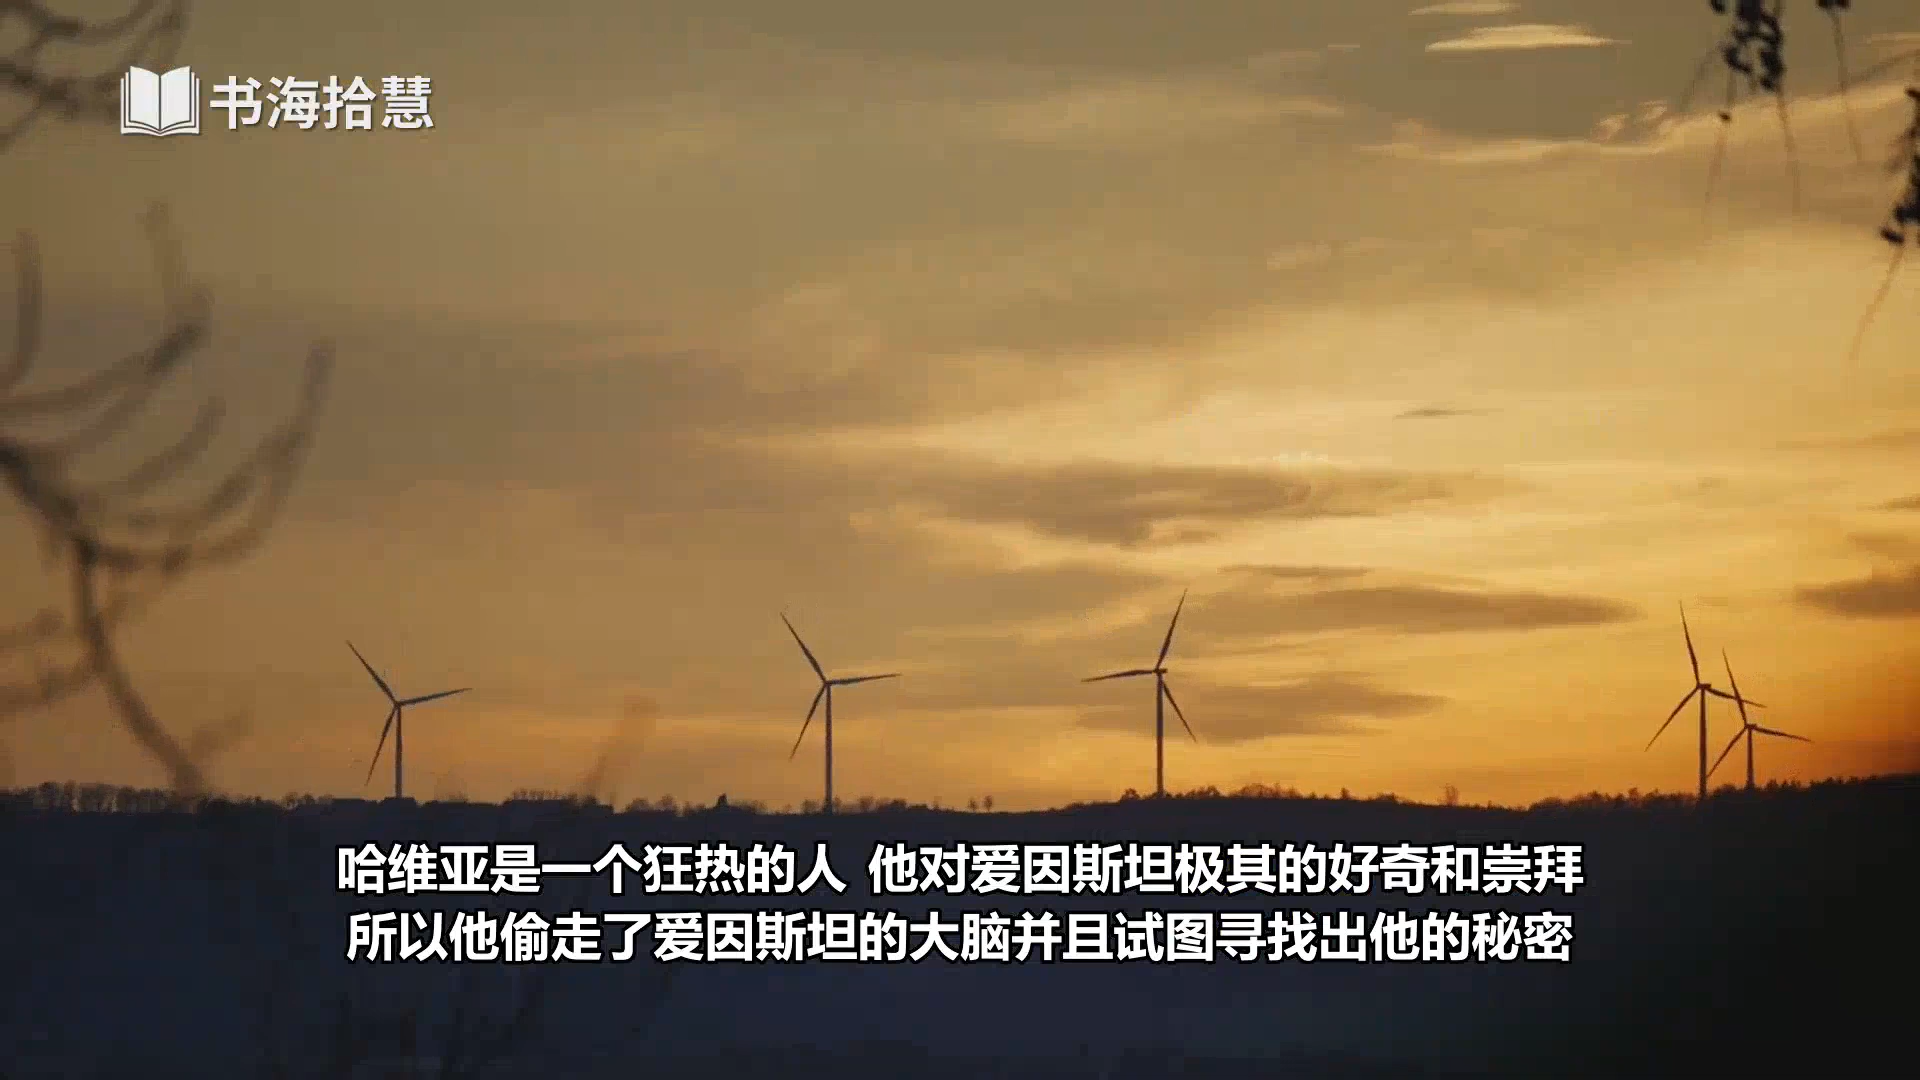 书海拾慧
哈维亚是一个狂热的人 他对爱因斯坦极其的好奇和崇拜
所以他偷走了爱因斯坦的大脑并且试图寻找出他的秘密